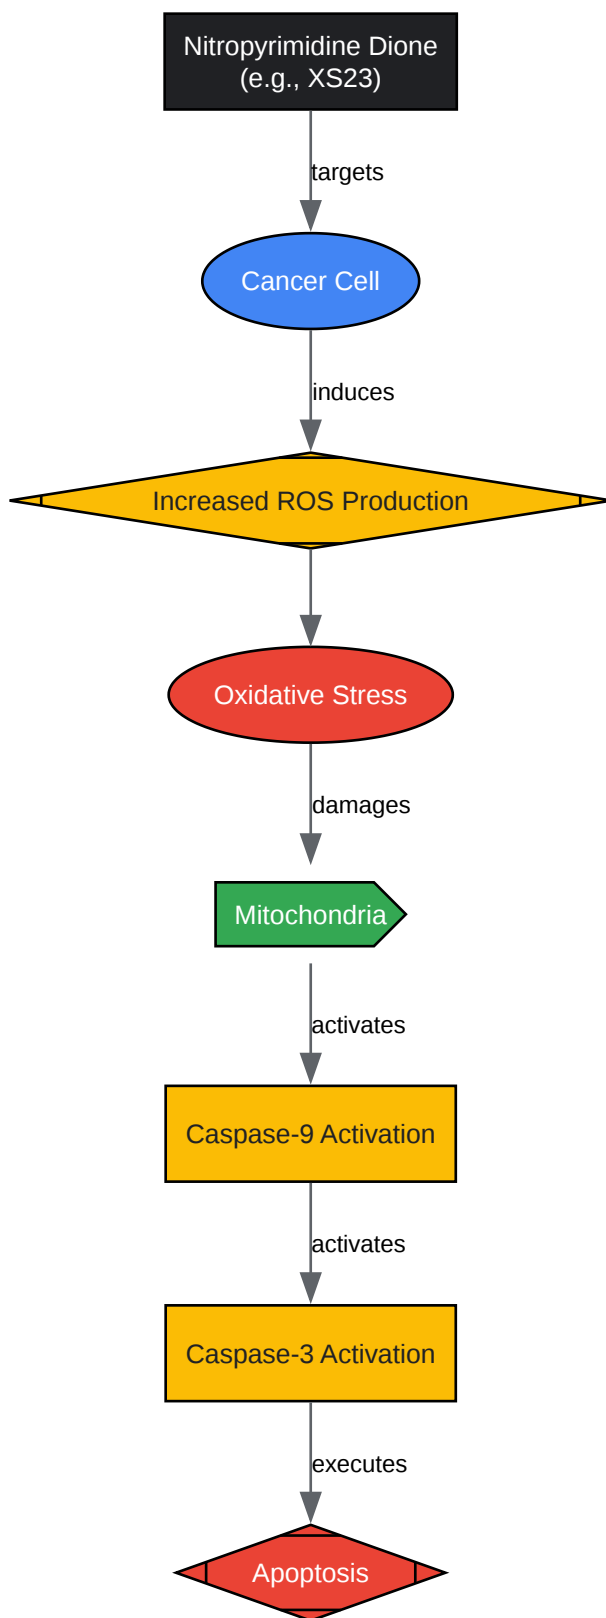 Nitropyrimidine Dione
(e.g., XS23)
targets
Cancer Cell
induces
Increased ROS Production
Oxidative Stress
damages
Mitochondria
activates
Caspase-9 Activation
activates
Caspase-3 Activation
executes
Apoptosis